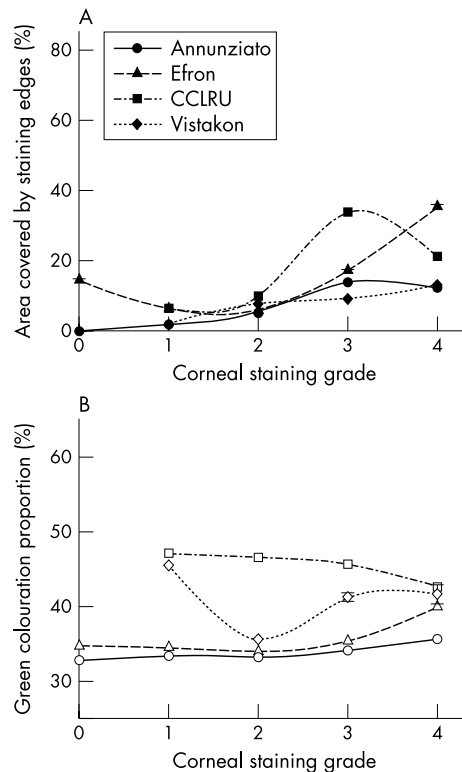 A
Area covered by staining edges (%)
80
60
40
20
0
Annunziato
Efron
CCLRU
Vistakon
0 1 2 3 4
Corneal staining grade
B
Green colouration proportion (%)
60
50
40
30
0 1 2 3 4
Corneal staining grade